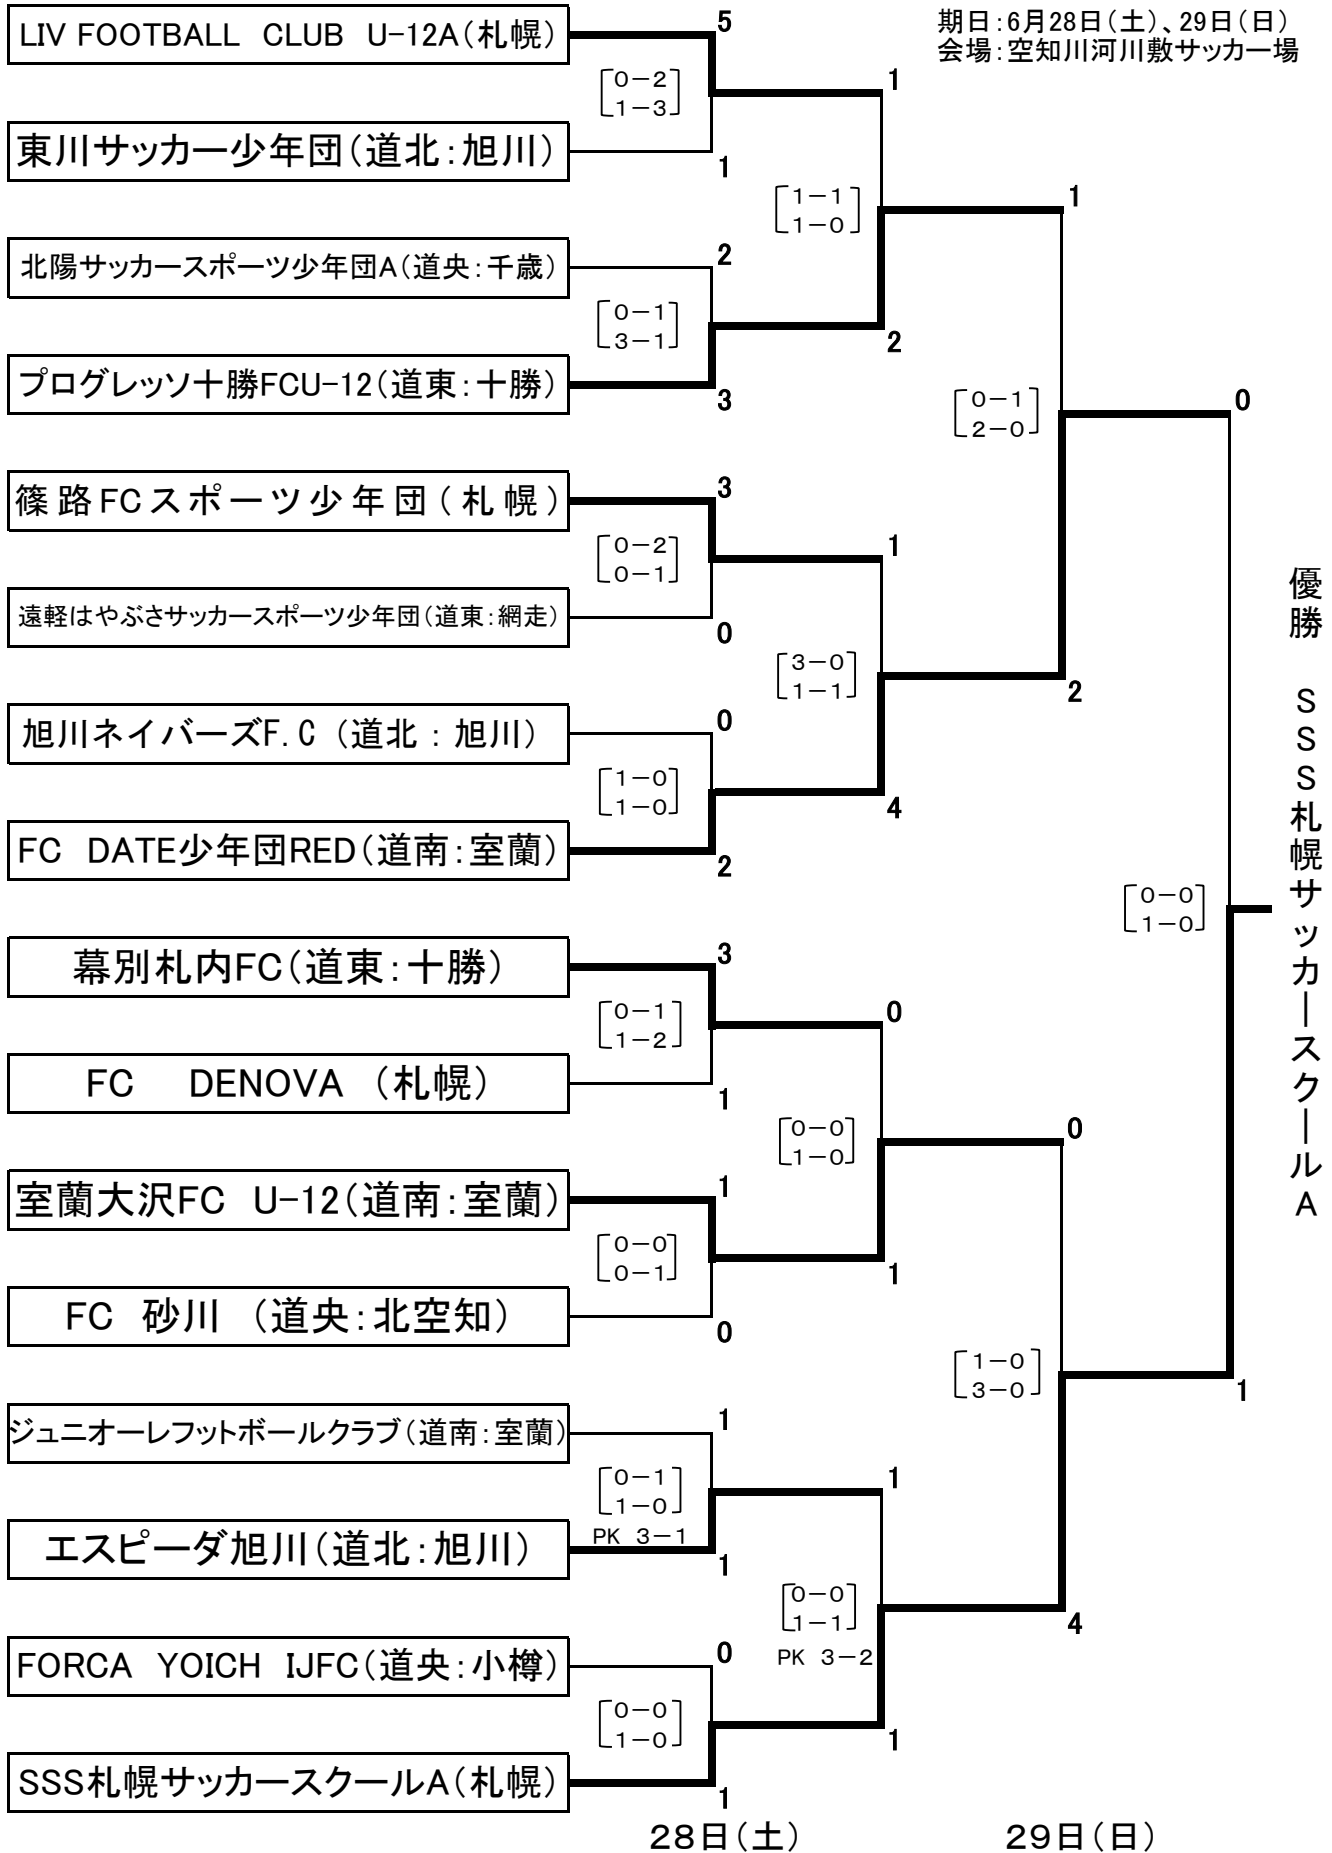 期日：6月28日（土）、29日（日）
会場：空知川河川敷サッカー場
LIV FOOTBALL　CLUB　U-12A（札幌）
5
0－2
1－3
1
東川サッカー少年団（道北：旭川）
1
1－1
1－0
1
北陽サッカースポーツ少年団A（道央：千歳）
2
0－1
3－1
2
プログレッソ十勝FCU-12（道東：十勝）
3
0－1
2－0
0
篠路FCスポーツ少年団（札幌）
3
0－2
0－1
1
遠軽はやぶさサッカースポーツ少年団（道東：網走）
0
3－0
1－1
2
旭川ネイバーズF.C（道北：旭川）
0
1－0
1－0
4
FC　DATE少年団RED（道南：室蘭）
2
0－0
1－0
優勝　SSS札幌サッカースクールA
幕別札内FC（道東：十勝）
3
0－1
1－2
0
FC　DENOVA　（札幌）
1
0－0
1－0
0
室蘭大沢FC　U-12（道南：室蘭）
1
0－0
0－1
1
FC　砂川　（道央：北空知）
0
1－0
3－0
1
ジュニオーレフットボールクラブ（道南：室蘭）
1
0－1
1－0
PK　3－1
1
エスピーダ旭川（道北：旭川）
1
0－0
1－1
PK　3－2
4
FORCA　YOICH　IJFC（道央：小樽）
0
0－0
1－0
1
SSS札幌サッカースクールA（札幌）
1
28日（土）
29日（日）